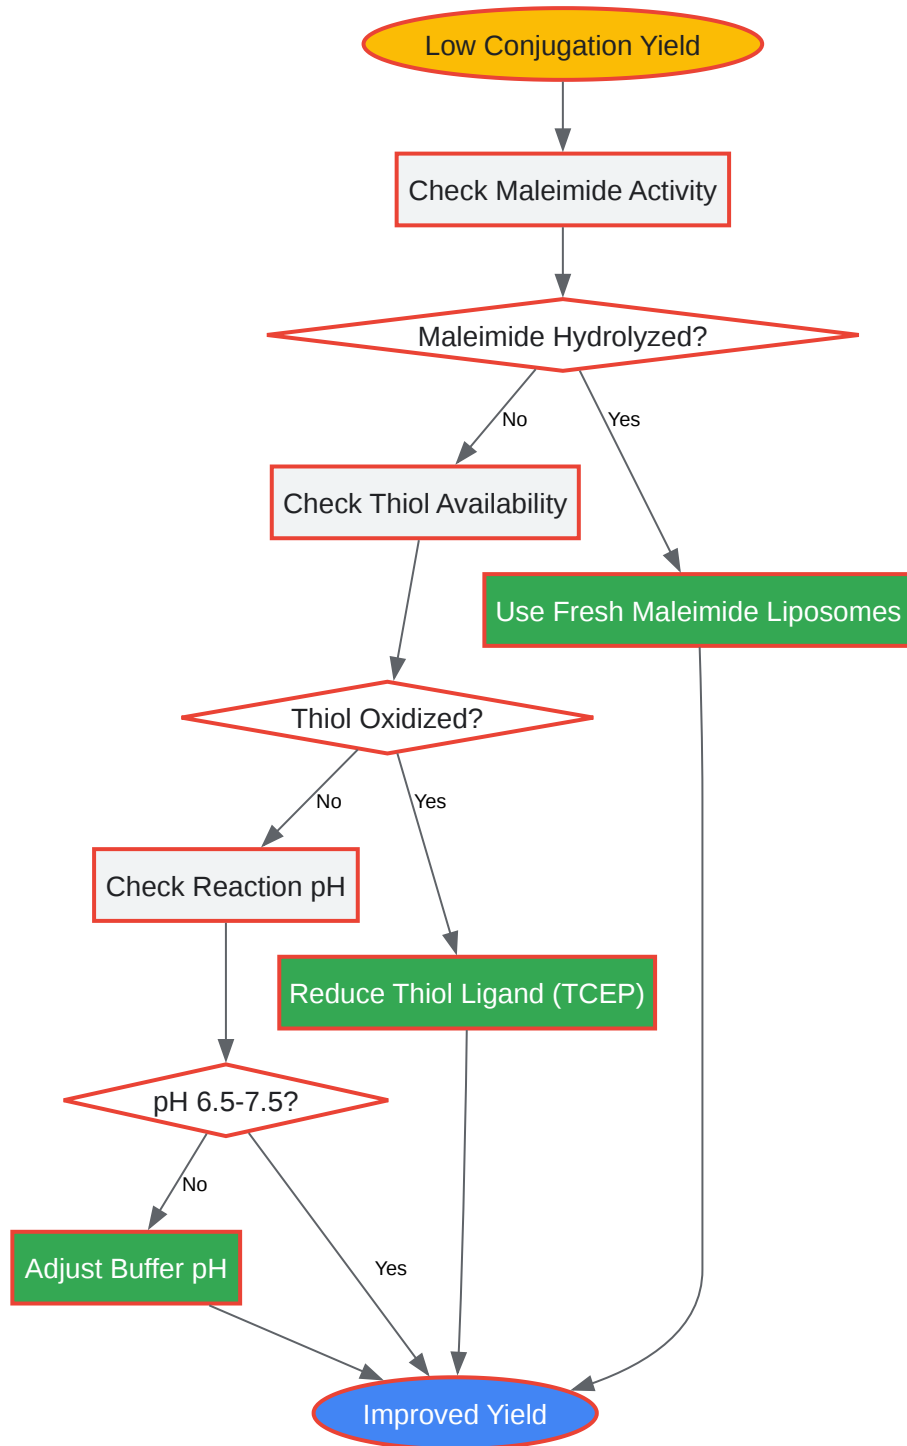 Low Conjugation Yield
Check Maleimide Activity
Maleimide Hydrolyzed?
No
Yes
Check Thiol Availability
Use Fresh Maleimide Liposomes
Thiol Oxidized?
No
Yes
Check Reaction pH
Reduce Thiol Ligand (TCEP)
pH 6.5-7.5?
No
Adjust Buffer pH
Yes
Improved Yield